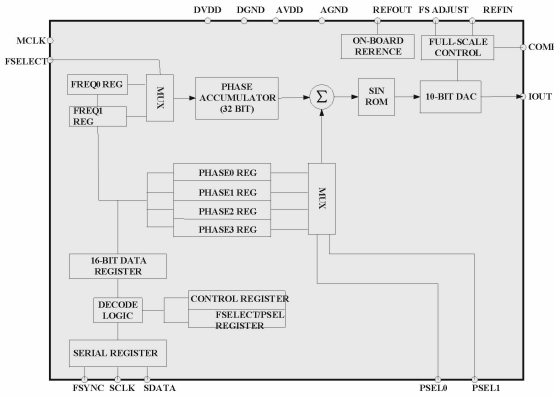 DVDD DGND AVDD AGND REFOUT FS ADJUST REFIN
MCLK
FSELECT
ON-BOARD
RERENCE
FULL-SCALE
CONTROL
COMP
FREQ0 REG
FREQ1
REG
MUX
PHASE
ACCUMULATOR
(32 BIT)
Σ
SIN
ROM
10-BIT DAC
IOUT
PHASE0 REG
PHASE1 REG
PHASE2 REG
PHASE3 REG
MUX
16-BIT DATA
REGISTER
DECODE
LOGIC
CONTROL REGISTER
FSELECT/PSEL
REGISTER
SERIAL REGISTER
FSYNC SCLK SDATA PSEL0 PSEL1